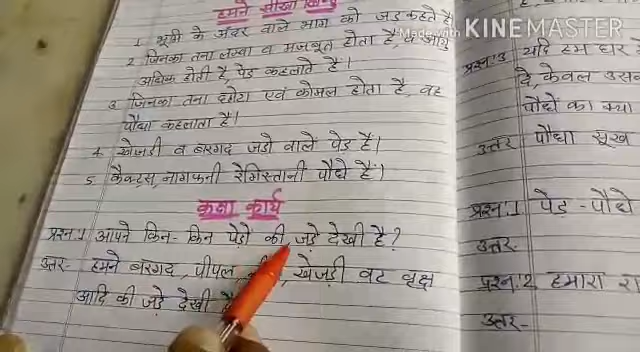 हमने सीखा
1. भूमि के अंदर वाले भाग को जड़ कहते है
2. जिनका तना लम्बा व मजबूत होता है, व आयु
अधिक होती है, पेड़ कहलाते है।
3. जिनका तना छोटा एवं कोमल होता है, वह
पौधा कहलाता है।
4. खेजड़ी व बरगद जड़ो वाले पेड़ है।
5. कैक्टस, नागफनी रेगिस्तानी पौधे है।
कक्षा कार्य
प्रश्न.1 आपने किन-किन पेड़ो की जड़े देखी है?
उत्तर- हमने बरगद, पीपल, खेजड़ी वट वृक्ष
आदि की जड़े देखी है
प्रश्न.3 यदि हम घर
दे, केवल उस
पौधों का क्या
उत्तर पौधा सूख
प्रश्न.1 पेड़-पौधे
उत्तर-
प्रश्न.2 हमारा रा
उत्तर-
MADE WITH
KINEMASTER